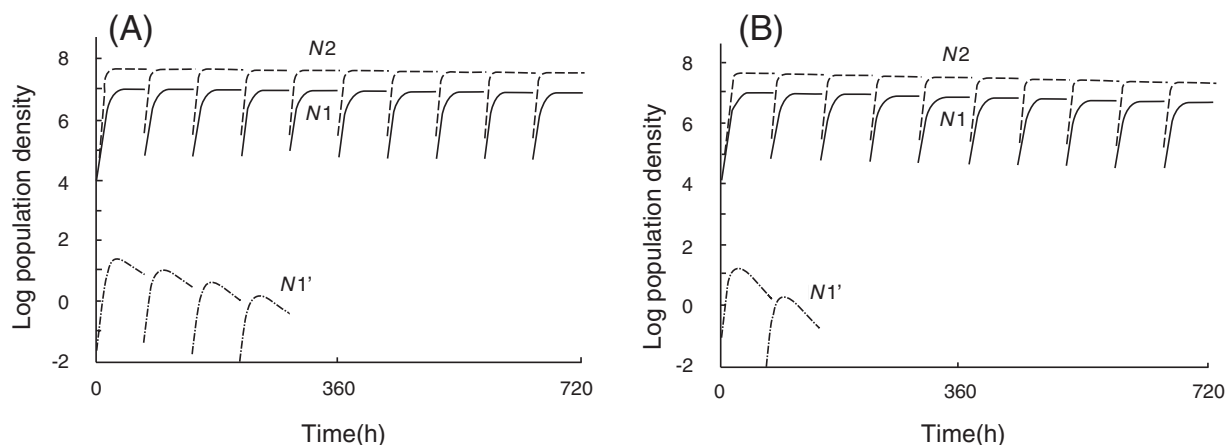 (A)
Log population density
8
6
4
2
0
-2
N2
N1
N1'
0
360
720
Time(h)
(B)
Log population density
8
6
4
2
0
-2
N2
N1
N1'
0
360
720
Time(h)